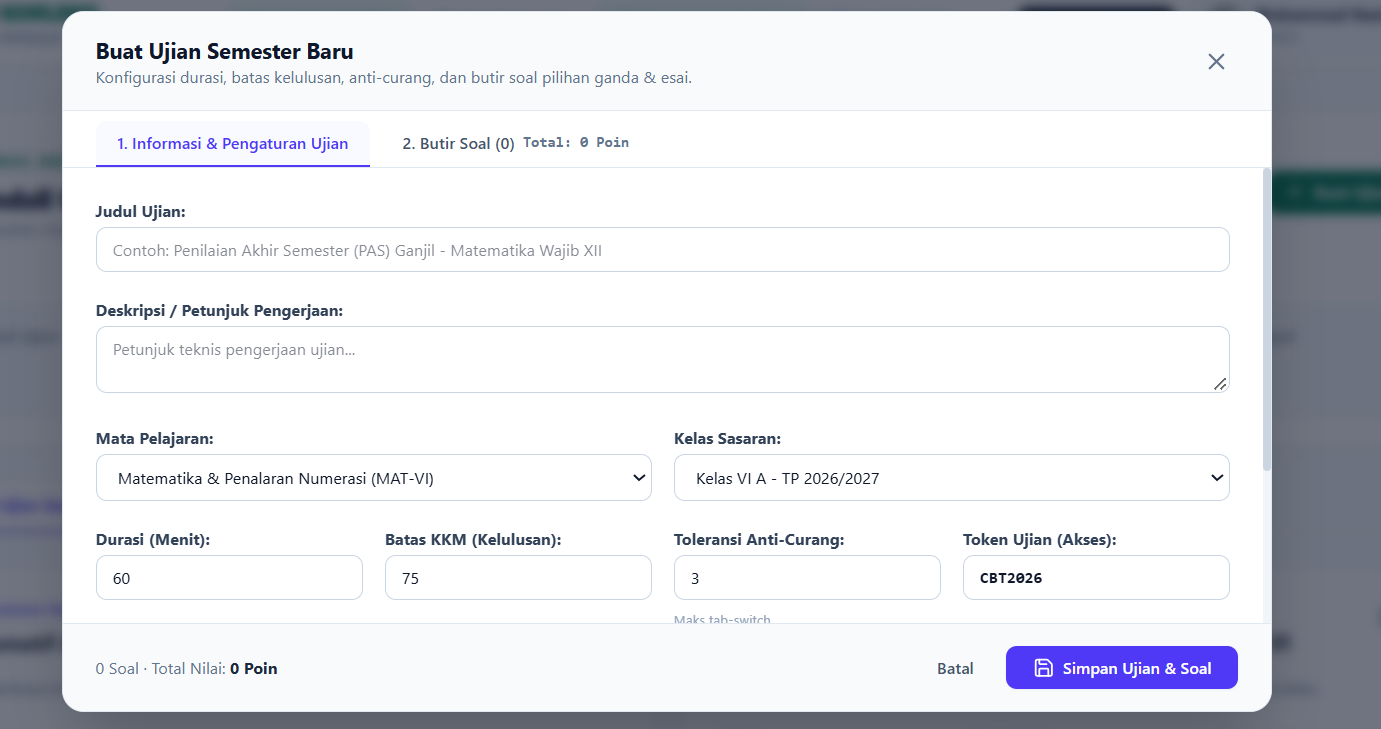 Buat Ujian Semester Baru
Konfigurasi durasi, batas kelulusan, anti-curang, dan butir soal pilihan ganda & esai.
1. Informasi & Pengaturan Ujian
2. Butir Soal (0) Total: 0 Poin
Judul Ujian:
Contoh: Penilaian Akhir Semester (PAS) Ganjil - Matematika Wajib XII
Deskripsi / Petunjuk Pengerjaan:
Petunjuk teknis pengerjaan ujian...
Mata Pelajaran:
Kelas Sasaran:
Matematika & Penalaran Numerasi (MAT-VI)
Kelas VI A - TP 2026/2027
Durasi (Menit):
Batas KKM (Kelulusan):
Toleransi Anti-Curang:
Token Ujian (Akses):
60
75
3
CBT2026
Maks tab-switch
0 Soal · Total Nilai: 0 Poin
Batal
Simpan Ujian & Soal